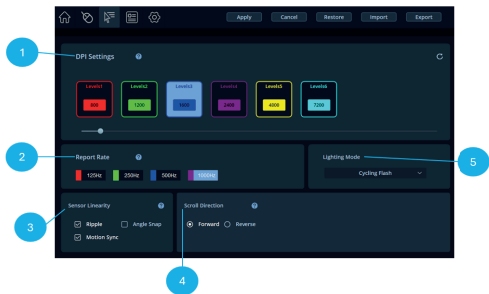 Apply Cancel Restore Import Export
1
DPI Settings ?
Levels1 Levels2 Levels3 Levels4 Levels5 Levels6
800 1200 1600 2400 4800 7200
2
Report Rate ?
125Hz 250Hz 500Hz 1000Hz
Lighting Mode
Cycling Flash
5
Sensor Linearity ?
Ripple Angle Snap
Motion Sync
3
Scroll Direction ?
Forward Reverse
4